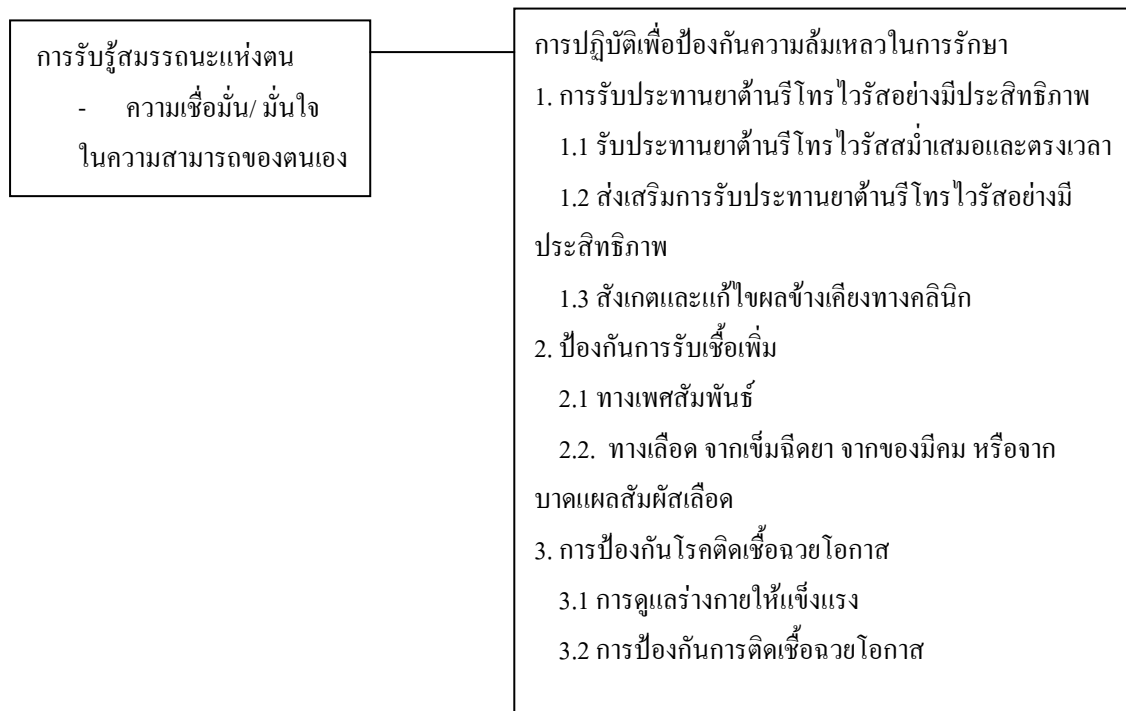 การรับรู้สมรรถนะแห่งตน
- ความเชื่อมั่น/ มั่นใจ
ในความสามารถของตนเอง
การปฏิบัติเพื่อป้องกันความล้มเหลวในการรักษา
1. การรับประทานยาต้านรีโทรไวรัสอย่างมีประสิทธิภาพ
1.1 รับประทานยาต้านรีโทรไวรัสสม่ำเสมอและตรงเวลา
1.2 ส่งเสริมการรับประทานยาต้านรีโทรไวรัสอย่างมี
ประสิทธิภาพ
1.3 สังเกตและแก้ไขผลข้างเคียงทางคลินิก
2. ป้องกันการรับเชื้อเพิ่ม
2.1 ทางเพศสัมพันธ์
2.2. ทางเลือด จากเข็มฉีดยา จากของมีคม หรือจาก
บาดแผลสัมผัสเลือด
3. การป้องกันโรคติดเชื้อฉวยโอกาส
3.1 การดูแลร่างกายให้แข็งแรง
3.2 การป้องกันการติดเชื้อฉวยโอกาส